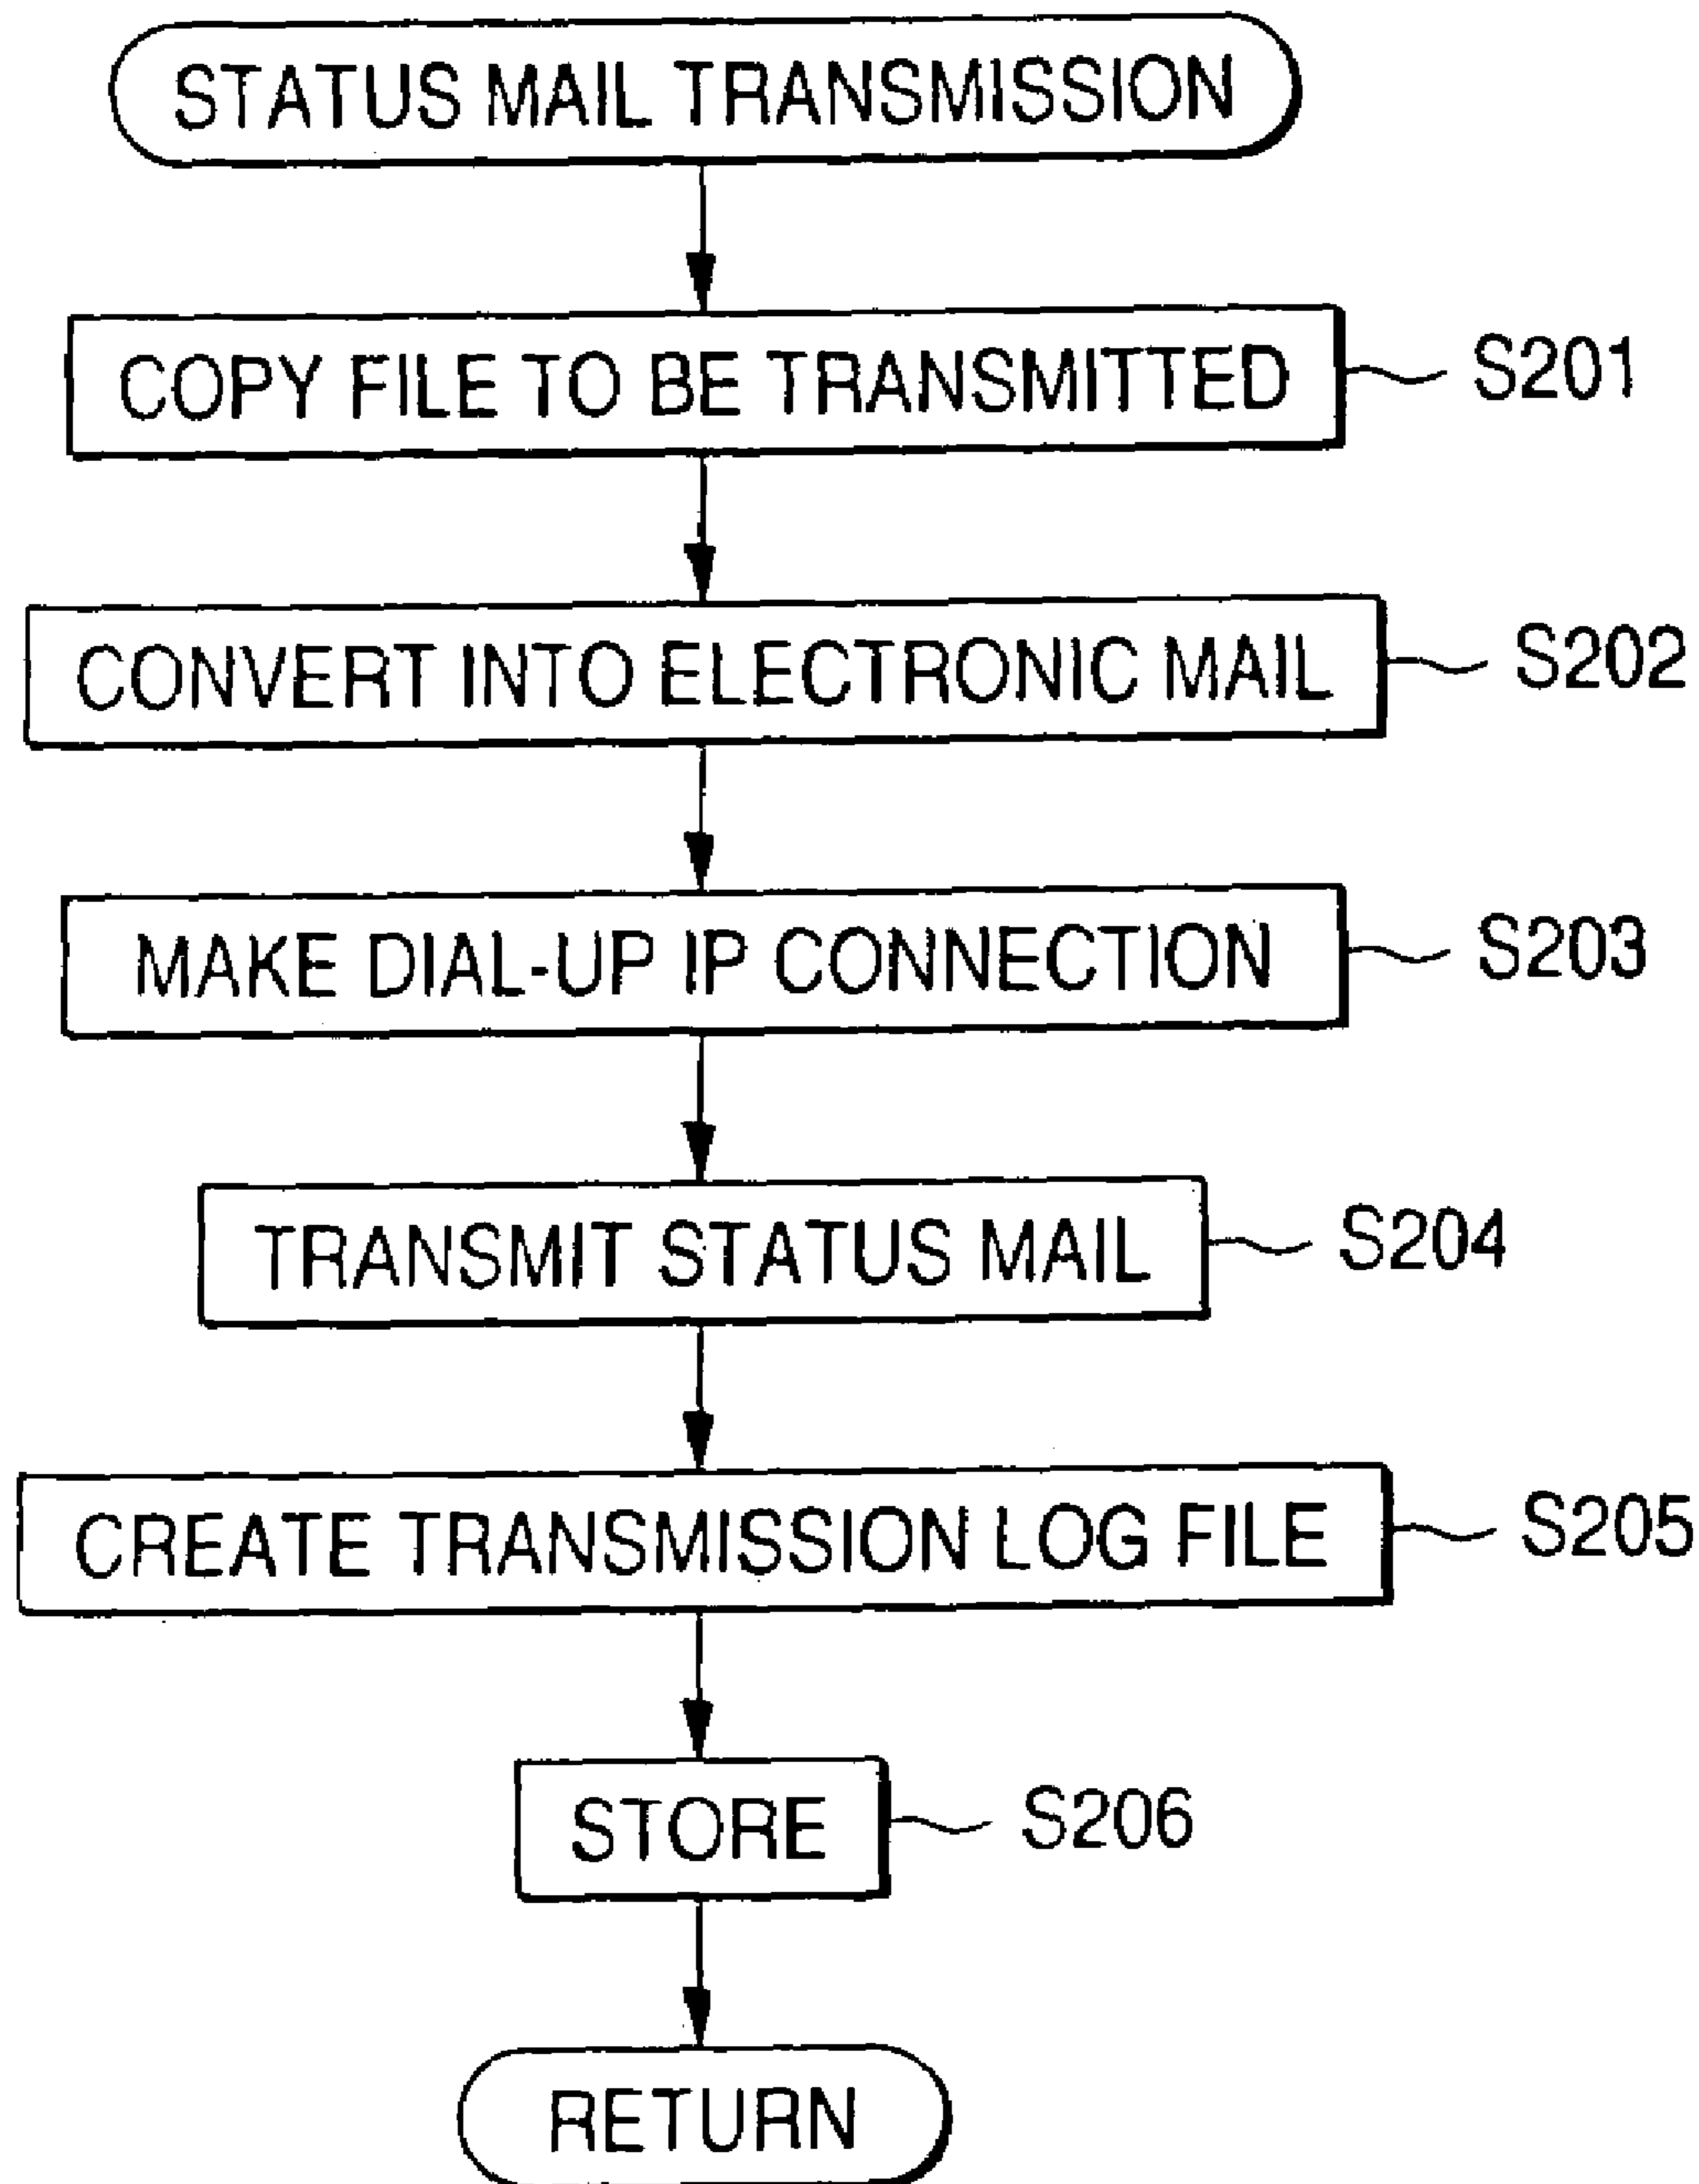 STATUS MAIL TRANSMISSION
COPY FILE TO BE TRANSMITTED
S201
CONVERT INTO ELECTRONIC MAIL
S202
MAKE DIAL-UP IP CONNECTION
S203
TRANSMIT STATUS MAIL
S204
CREATE TRANSMISSION LOG FILE
S205
STORE
S206
RETURN